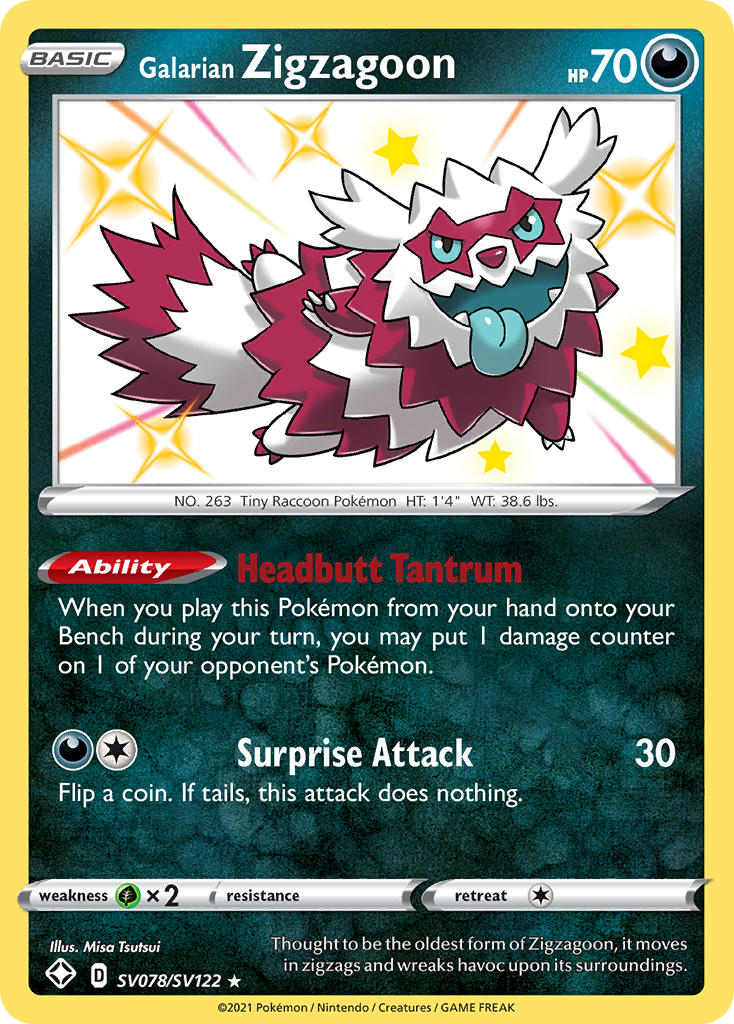 BASIC
Galarian Zigzagoon
HP 70
NO. 263 Tiny Raccoon Pokémon HT: 1'4" WT: 38.6 lbs.
Ability Headbutt Tantrum
When you play this Pokémon from your hand onto your
Bench during your turn, you may put 1 damage counter
on 1 of your opponent's Pokémon.
Surprise Attack 30
Flip a coin. If tails, this attack does nothing.
weakness ×2 resistance retreat
Illus. Misa Tsutsui
D SV078/SV122 ★
Thought to be the oldest form of Zigzagoon, it moves
in zigzags and wreaks havoc upon its surroundings.
©2021 Pokémon / Nintendo / Creatures / GAME FREAK